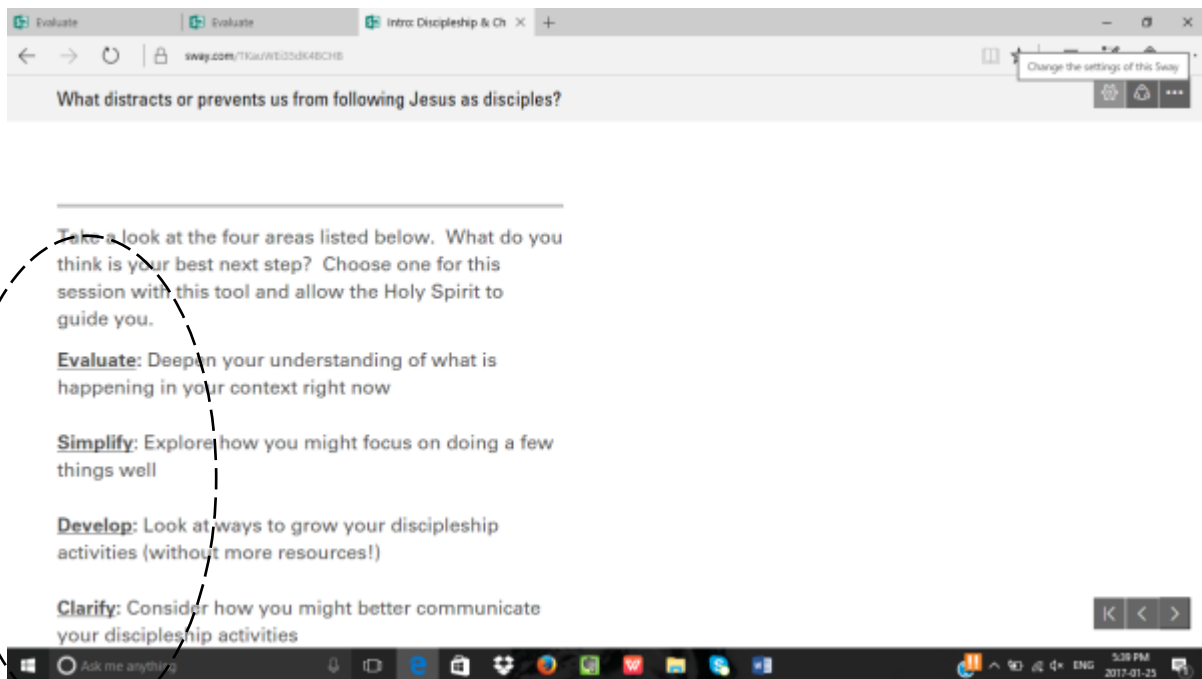 Evaluate
Evaluate
Intro: Discipleship & Ch
Change the settings of this Sway
What distracts or prevents us from following Jesus as disciples?
Take a look at the four areas listed below. What do you
think is your best next step? Choose one for this
session with this tool and allow the Holy Spirit to
guide you.
Evaluate: Deepen your understanding of what is
happening in your context right now
Simplify: Explore how you might focus on doing a few
things well
Develop: Look at ways to grow your discipleship
activities (without more resources!)
Clarify: Consider how you might better communicate
your discipleship activities
Ask me anything
ENG
5:39 PM
2017-01-25